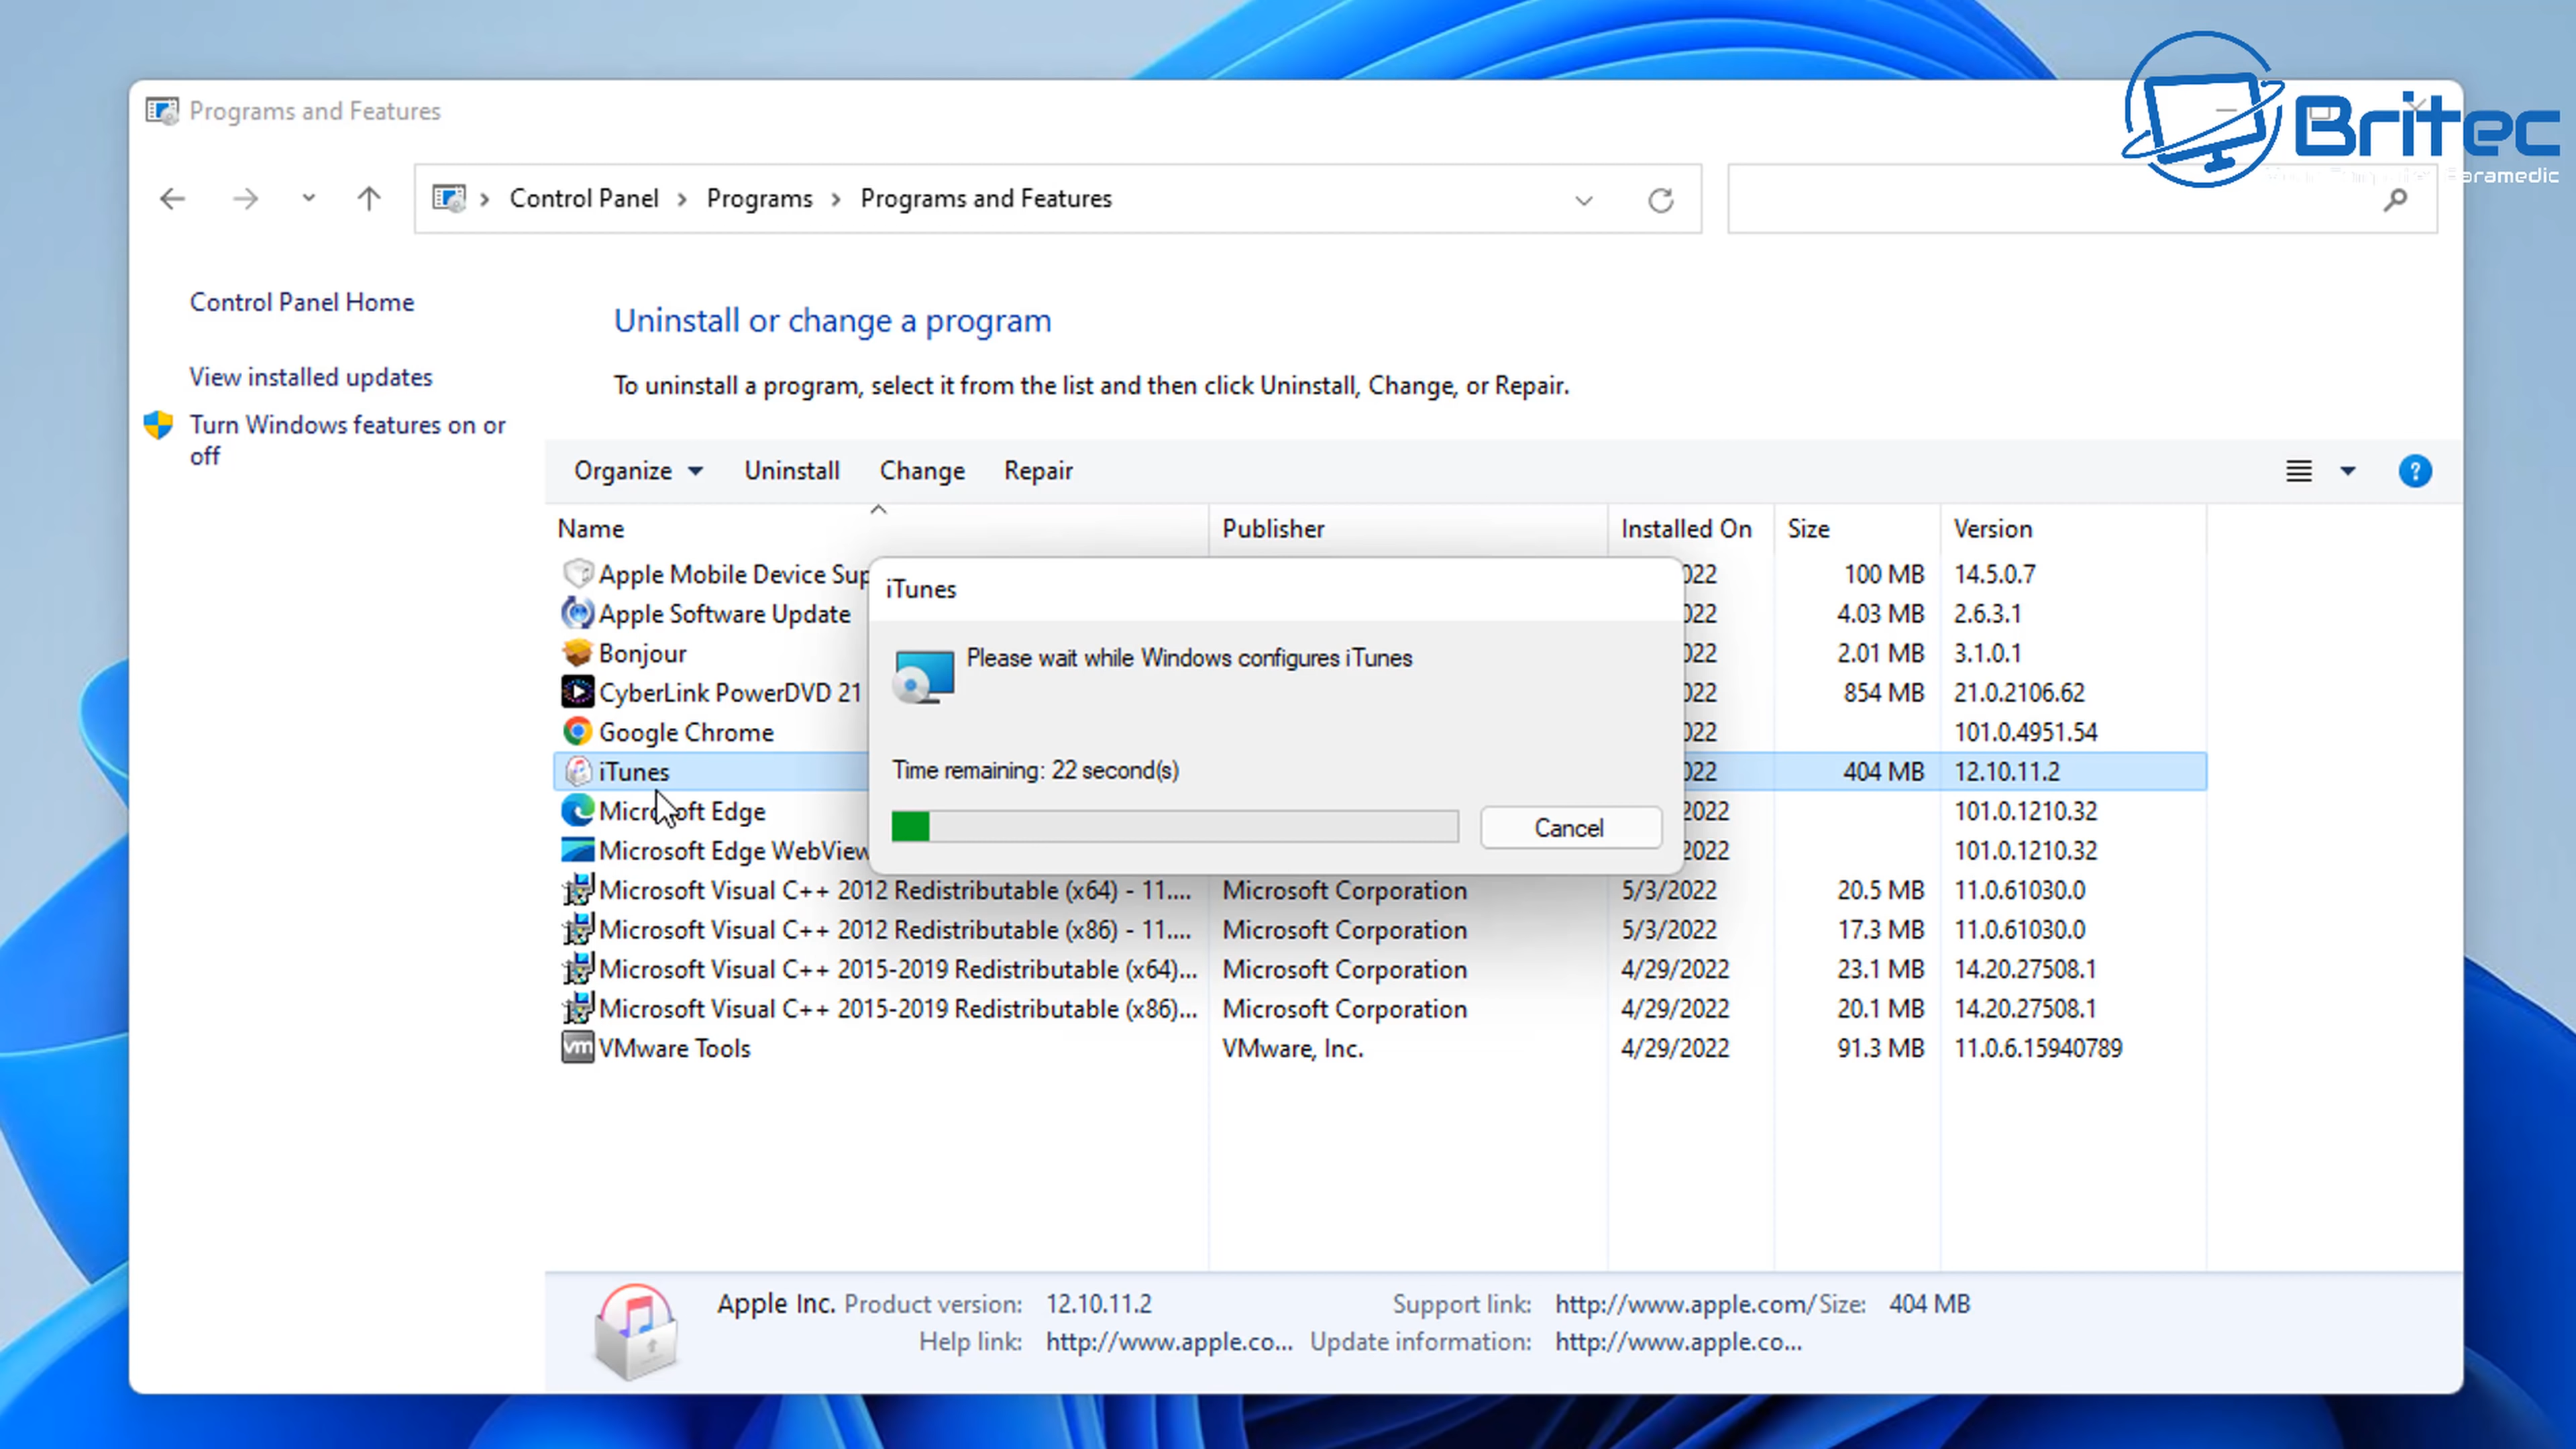 Programs and Features
Britec
Paramedic
Control Panel
Programs
Programs and Features
Control Panel Home
View installed updates
Turn Windows features on or
off
Uninstall or change a program
To uninstall a program, select it from the list and then click Uninstall, Change, or Repair.
Organize Uninstall Change Repair
?
Name Publisher Installed On Size Version
Apple Mobile Device Sup 022 100 MB 14.5.0.7
Apple Software Update 022 4.03 MB 2.6.3.1
Bonjour 022 2.01 MB 3.1.0.1
CyberLink PowerDVD 21 022 854 MB 21.0.2106.62
Google Chrome 022 101.0.4951.54
iTunes 022 404 MB 12.10.11.2
Microsoft Edge 2022 101.0.1210.32
Microsoft Edge WebView 2022 101.0.1210.32
Microsoft Visual C++ 2012 Redistributable (x64) - 11.... Microsoft Corporation 5/3/2022 20.5 MB 11.0.61030.0
Microsoft Visual C++ 2012 Redistributable (x86) - 11.... Microsoft Corporation 5/3/2022 17.3 MB 11.0.61030.0
Microsoft Visual C++ 2015-2019 Redistributable (x64)... Microsoft Corporation 4/29/2022 23.1 MB 14.20.27508.1
Microsoft Visual C++ 2015-2019 Redistributable (x86)... Microsoft Corporation 4/29/2022 20.1 MB 14.20.27508.1
vm VMware Tools VMware, Inc. 4/29/2022 91.3 MB 11.0.6.15940789
iTunes
Please wait while Windows configures iTunes
Time remaining: 22 second(s)
Cancel
Apple Inc. Product version: 12.10.11.2 Support link: http://www.apple.com/ Size: 404 MB
Help link: http://www.apple.co... Update information: http://www.apple.co...